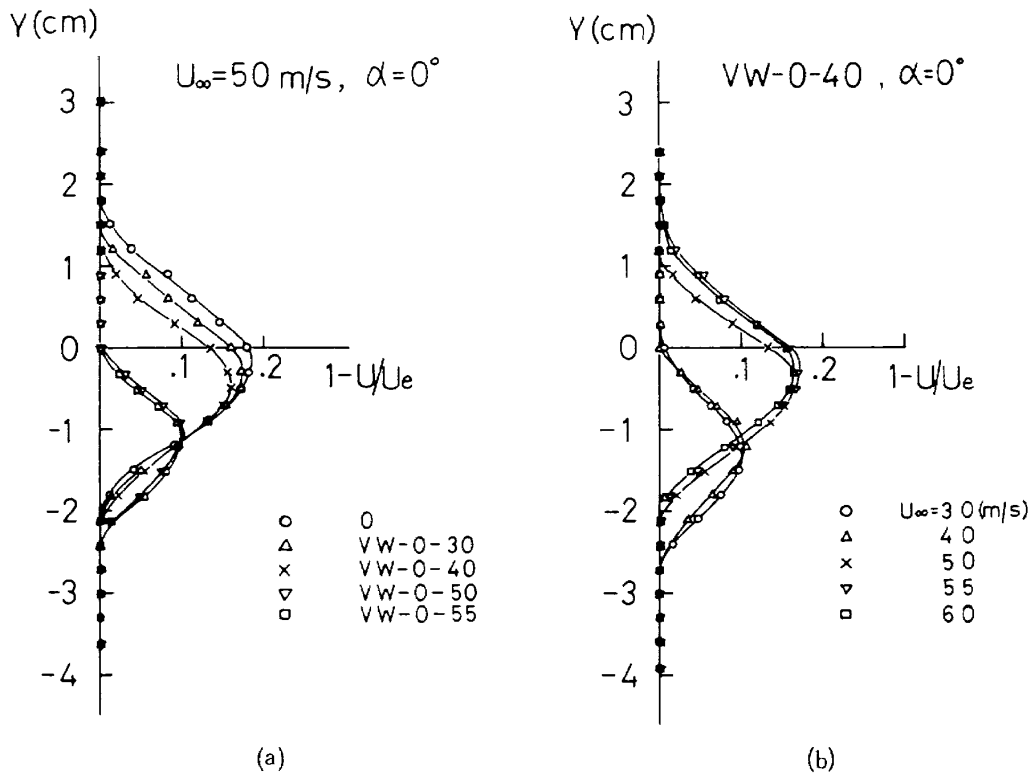 Y(cm)
U∞=50 m/s, α=0°
3
2
1
0
-1
-2
-3
-4
.1
.2
1-U/Ue
0
VW-0-30
VW-0-40
VW-0-50
VW-0-55
(a)
Y(cm)
VW-0-40 , α=0°
3
2
1
0
-1
-2
-3
-4
.1
.2
1-U/Ue
U∞=30(m/s)
40
50
55
60
(b)